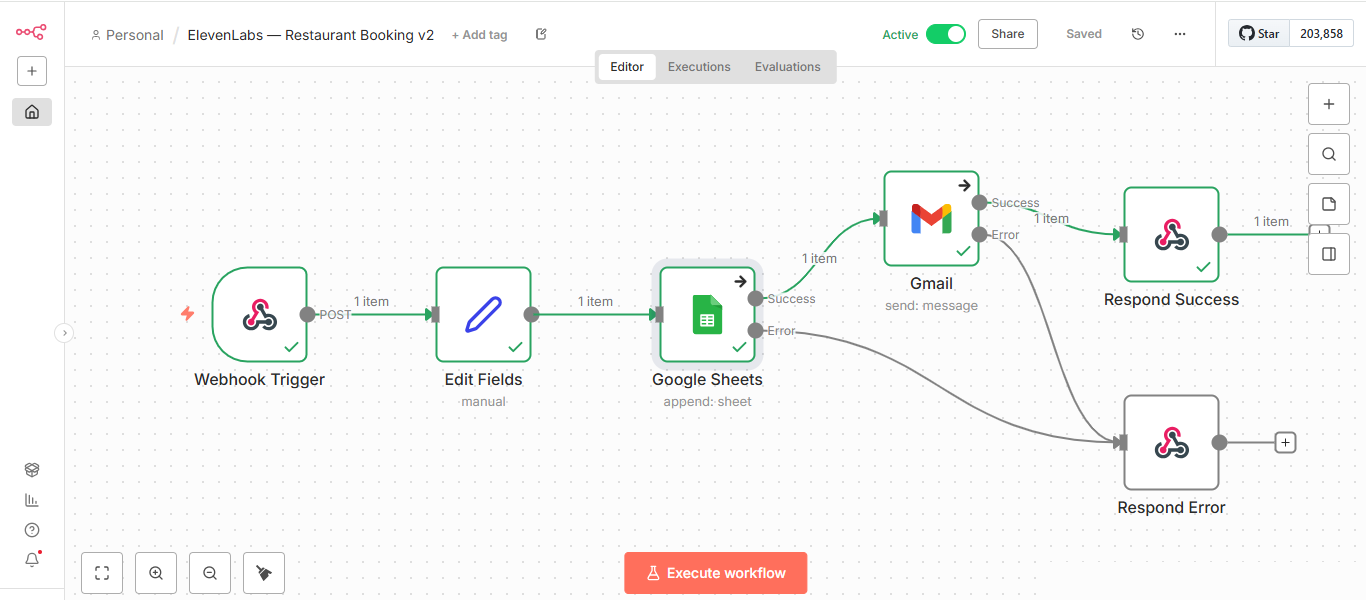 Personal / ElevenLabs — Restaurant Booking v2 + Add tag
Active Share Saved ... Star 203,858
Editor Executions Evaluations
Success
1 item
Error
Gmail
send: message
1 item
Respond Success
POST
1 item
1 item
1 item
Success
Error
Webhook Trigger
Edit Fields
manual
Google Sheets
append: sheet
Respond Error
Execute workflow